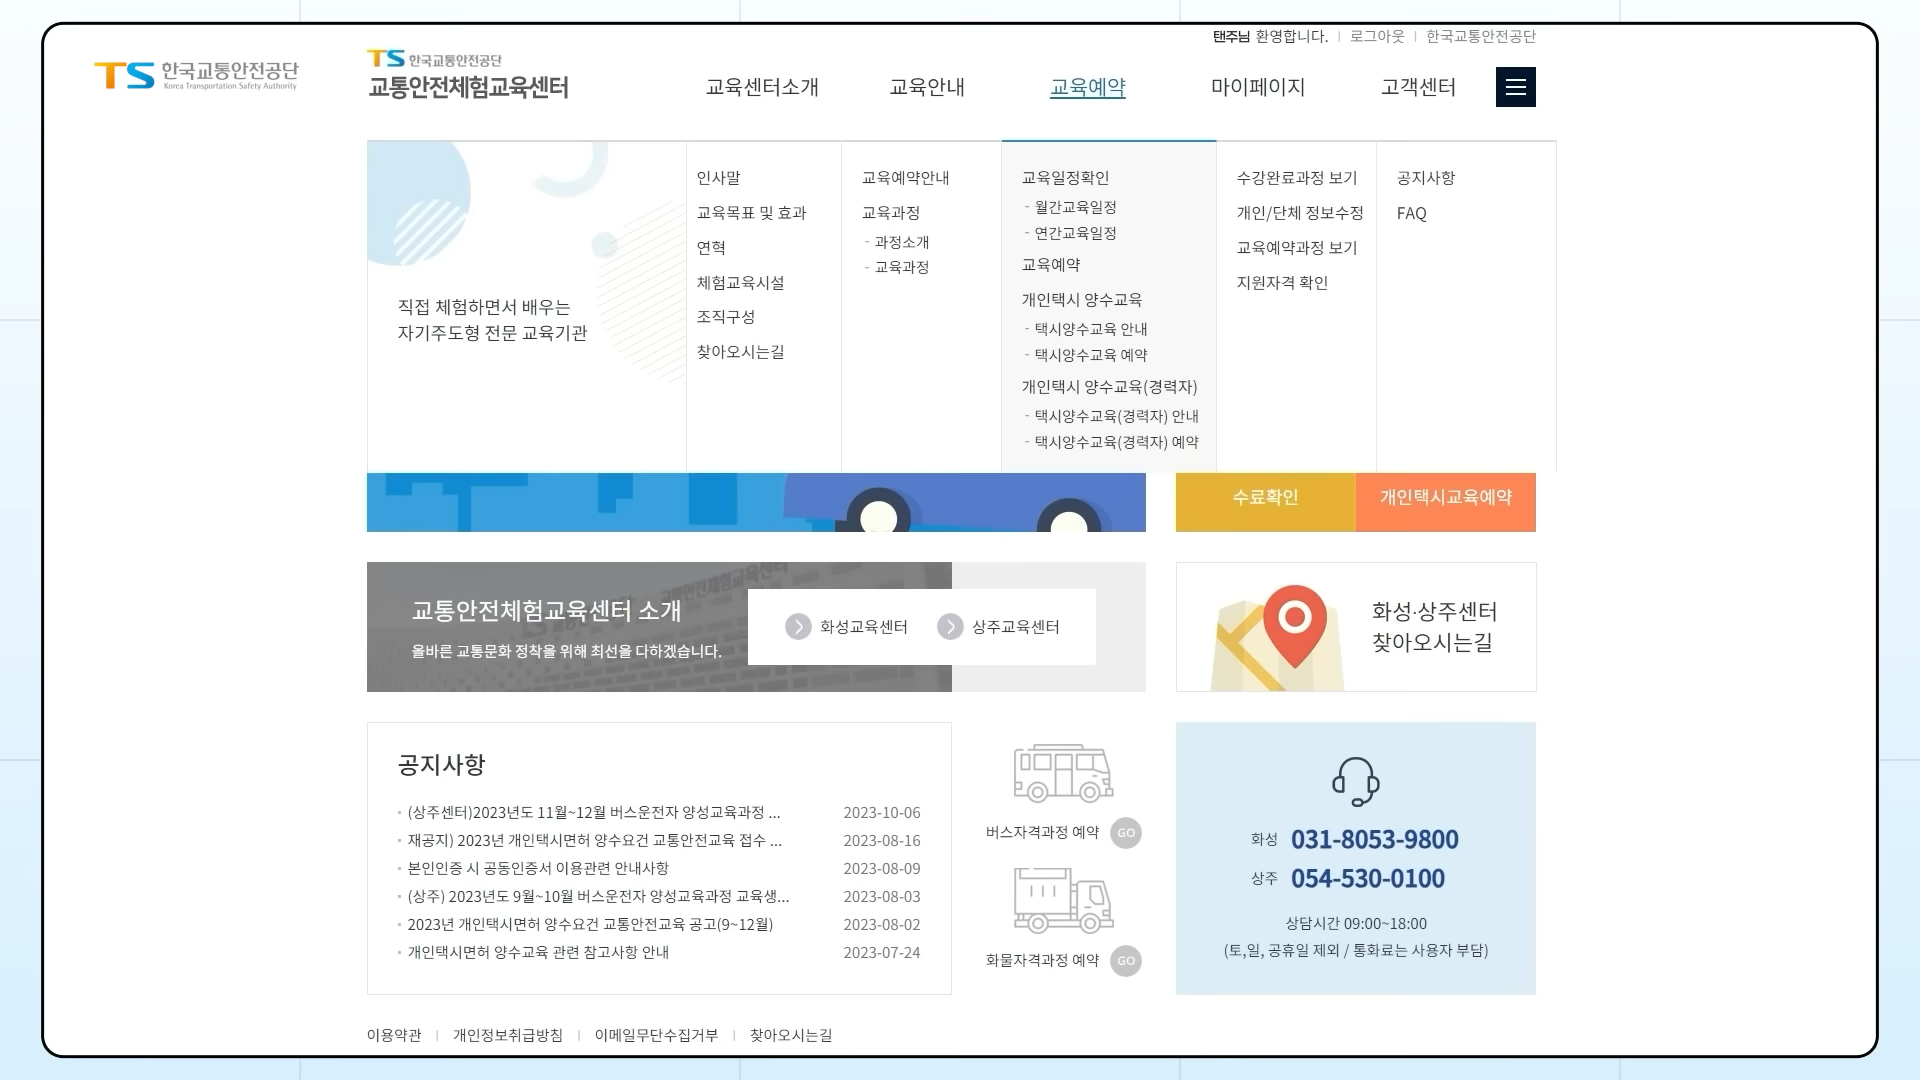 TS 한국교통안전공단
Korea Transportation Safety Authority
TS 한국교통안전공단
교통안전체험교육센터
탠주님 환영합니다. | 로그아웃 | 한국교통안전공단
교육센터소개 교육안내 교육예약 마이페이지 고객센터
직접 체험하면서 배우는
자기주도형 전문 교육기관
인사말
교육목표 및 효과
연혁
체험교육시설
조직구성
찾아오시는길
교육예약안내
교육과정
- 과정소개
- 교육과정
교육일정확인
- 월간교육일정
- 연간교육일정
교육예약
개인택시 양수교육
- 택시양수교육 안내
- 택시양수교육 예약
개인택시 양수교육(경력자)
- 택시양수교육(경력자) 안내
- 택시양수교육(경력자) 예약
수강완료과정 보기
개인/단체 정보수정
교육예약과정 보기
지원자격 확인
공지사항
FAQ
수료확인 개인택시교육예약
교통안전체험교육센터 소개
올바른 교통문화 정착을 위해 최선을 다하겠습니다.
화성교육센터 상주교육센터
화성·상주센터
찾아오시는길
공지사항
(상주센터)2023년도 11월~12월 버스운전자 양성교육과정 ... 2023-10-06
재공지) 2023년 개인택시면허 양수요건 교통안전교육 접수 ... 2023-08-16
본인인증 시 공동인증서 이용관련 안내사항 2023-08-09
(상주) 2023년도 9월~10월 버스운전자 양성교육과정 교육생... 2023-08-03
2023년 개인택시면허 양수요건 교통안전교육 공고(9~12월) 2023-08-02
개인택시면허 양수교육 관련 참고사항 안내 2023-07-24
버스자격과정 예약 GO
화물자격과정 예약 GO
화성 031-8053-9800
상주 054-530-0100
상담시간 09:00~18:00
(토,일, 공휴일 제외 / 통화료는 사용자 부담)
이용약관 | 개인정보취급방침 | 이메일무단수집거부 | 찾아오시는길